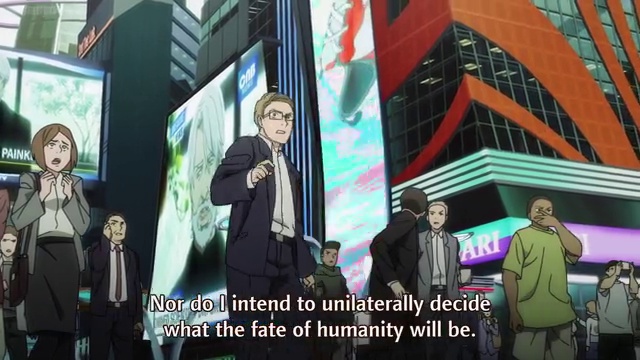 PAINK
ARI
Nor do I intend to unilaterally decide
what the fate of humanity will be.